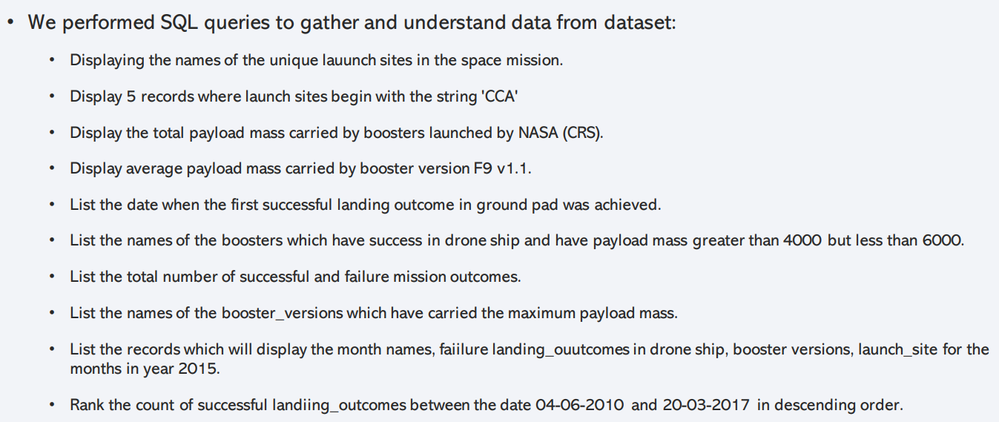 • We performed SQL queries to gather and understand data from dataset:
• Displaying the names of the unique lauunch sites in the space mission.
• Display 5 records where launch sites begin with the string 'CCA'
• Display the total payload mass carried by boosters launched by NASA (CRS).
• Display average payload mass carried by booster version F9 v1.1.
• List the date when the first successful landing outcome in ground pad was achieved.
• List the names of the boosters which have success in drone ship and have payload mass greater than 4000 but less than 6000.
• List the total number of successful and failure mission outcomes.
• List the names of the booster_versions which have carried the maximum payload mass.
• List the records which will display the month names, faiilure landing_ouutcomes in drone ship, booster versions, launch_site for the
months in year 2015.
• Rank the count of successful landiing_outcomes between the date 04-06-2010 and 20-03-2017 in descending order.